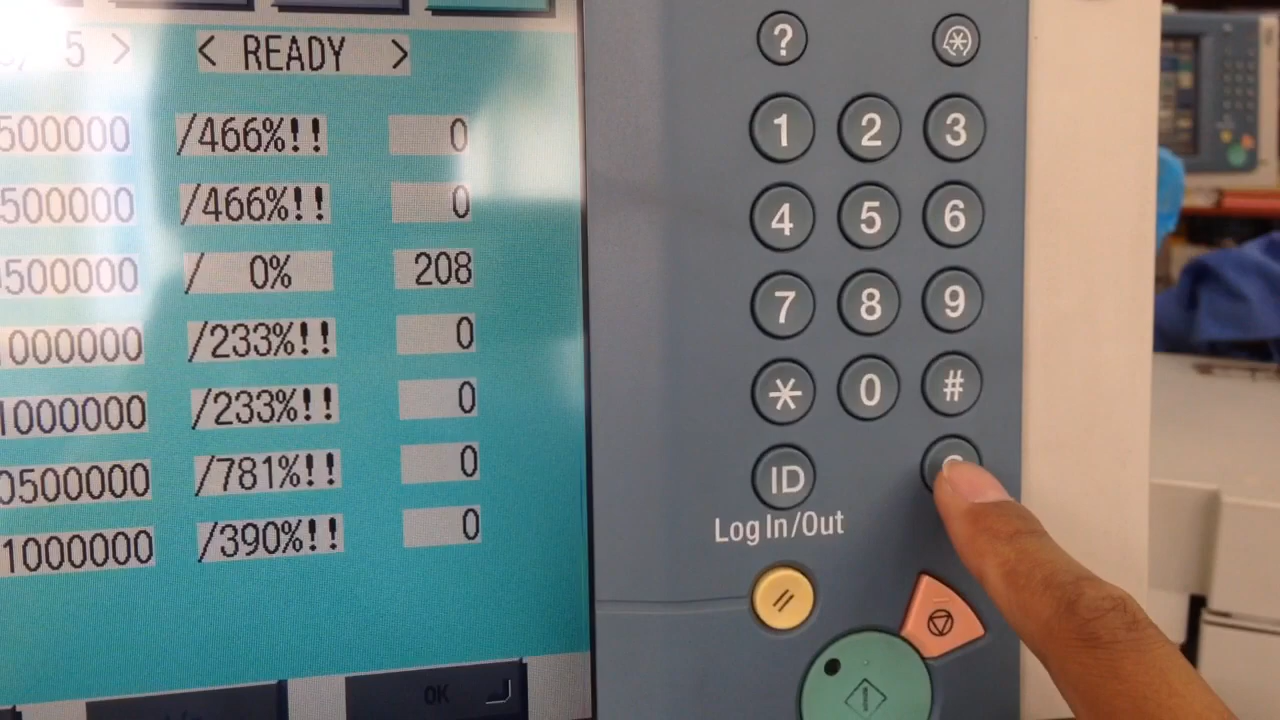 5 > < READY >
500000 /466%!! 0
500000 /466%!! 0
500000 / 0% 208
000000 /233%!! 0
1000000 /233%!! 0
0500000 /781%!! 0
1000000 /390%!! 0
OK
?
1 2 3
4 5 6
7 8 9
* 0 #
ID
Log In/Out